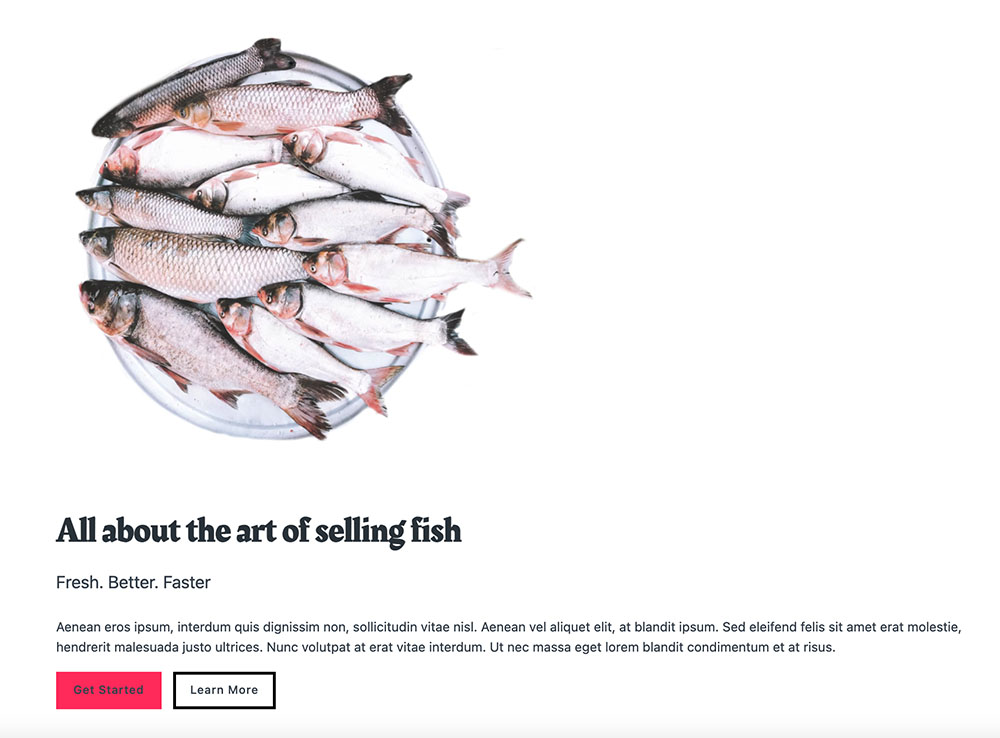 All about the art of selling fish
Fresh. Better. Faster
Aenean eros ipsum, interdum quis dignissim non, sollicitudin vitae nisl. Aenean vel aliquet elit, at blandit ipsum. Sed eleifend felis sit amet erat molestie,
hendrerit malesuada justo ultrices. Nunc volutpat at erat vitae interdum. Ut nec massa eget lorem blandit condimentum et at risus.
Get Started Learn More